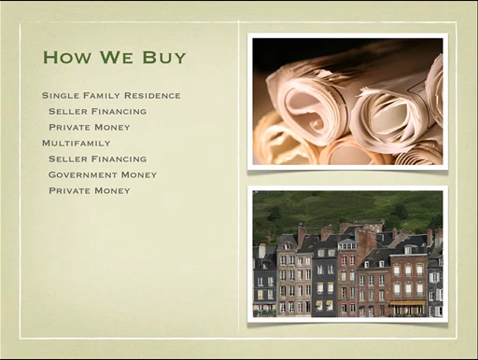 How We Buy
Single Family Residence
Seller Financing
Private Money
Multifamily
Seller Financing
Government Money
Private Money